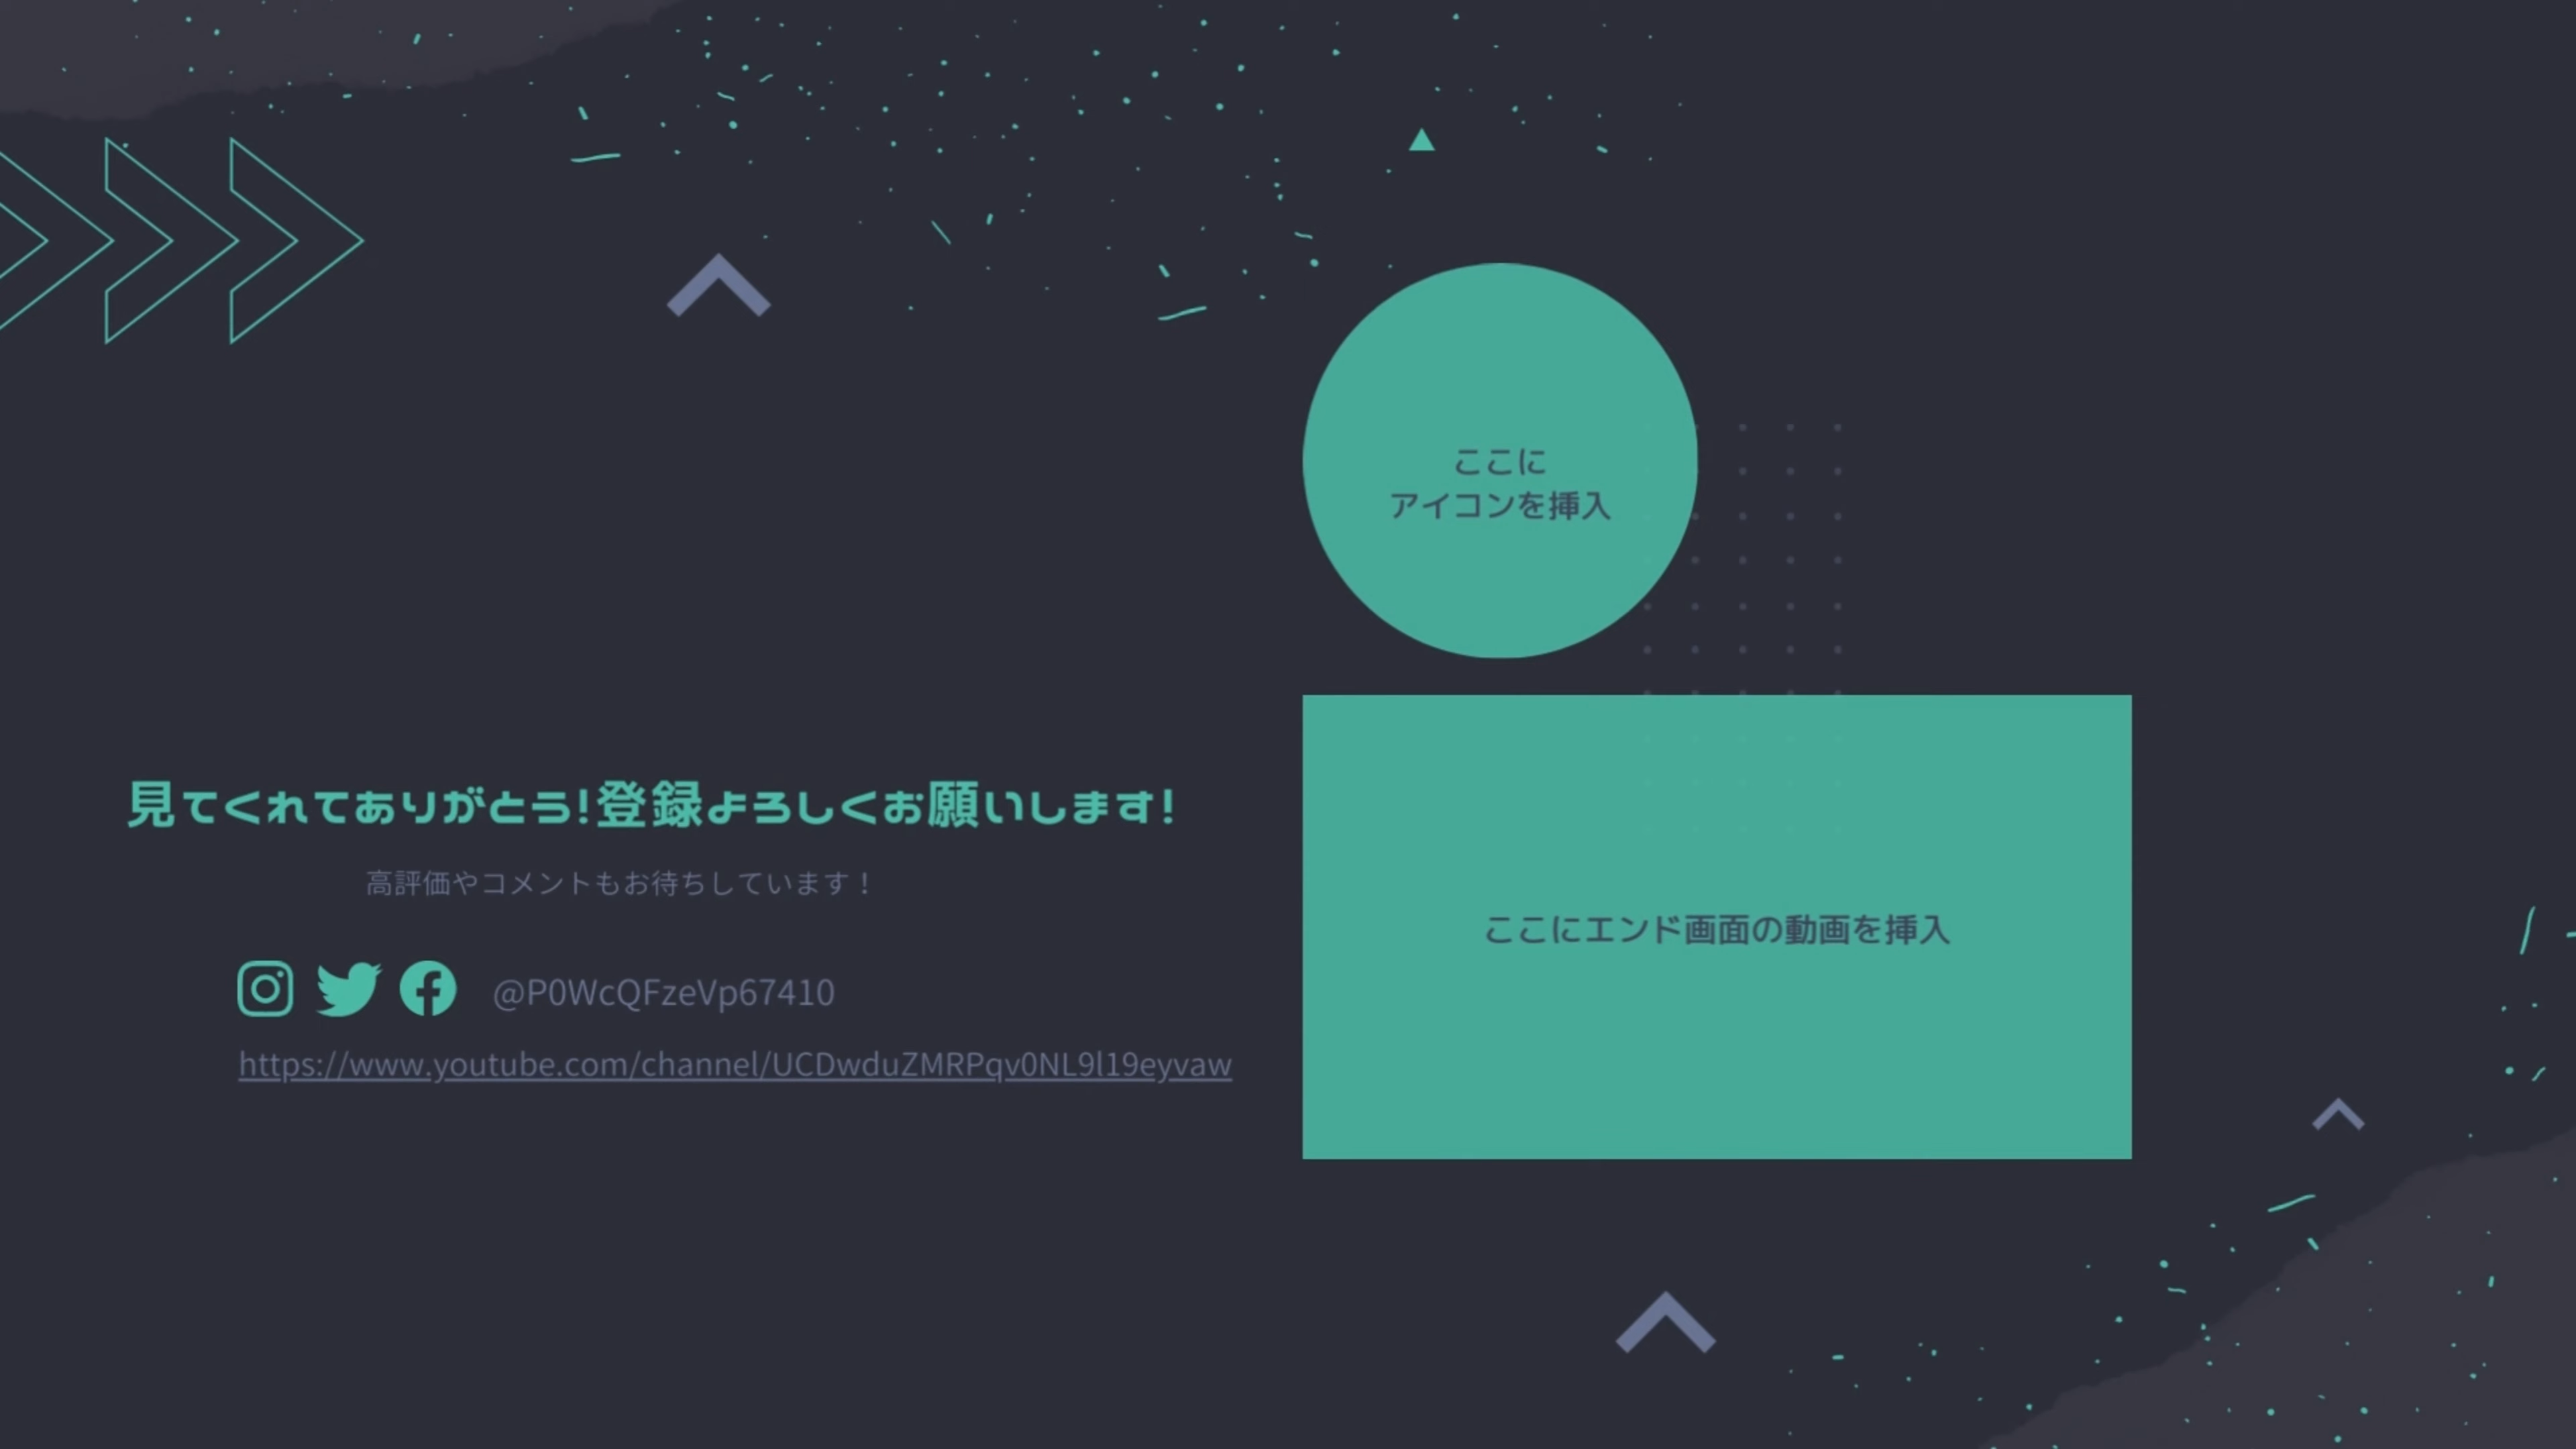 ここに
アイコンを挿入
見てくれてありがとう!登録よろしくお願いします!
高評価やコメントもお待ちしています！
@P0WcQFzeVp67410
https://www.youtube.com/channel/UCDwduZMRPqv0NL9l19eyvaw
ここにエンド画面の動画を挿入